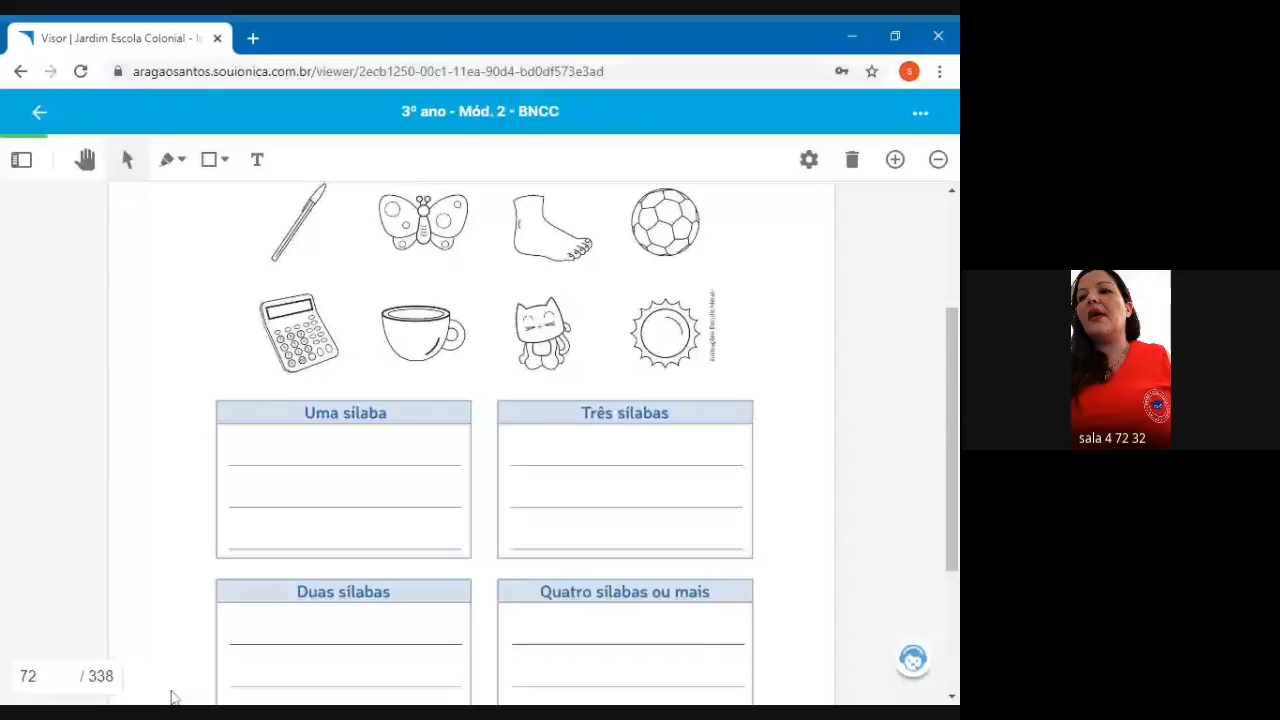 Visor | Jardim Escola Colonial - I
aragaosantos.souionica.com.br/viewer/2ecb1250-00c1-11ea-90d4-bd0df573e3ad
S
3º ano - Mód. 2 - BNCC
T
Uma sílaba
Três sílabas
Duas sílabas
Quatro sílabas ou mais
72 / 338
sala 4 72 32